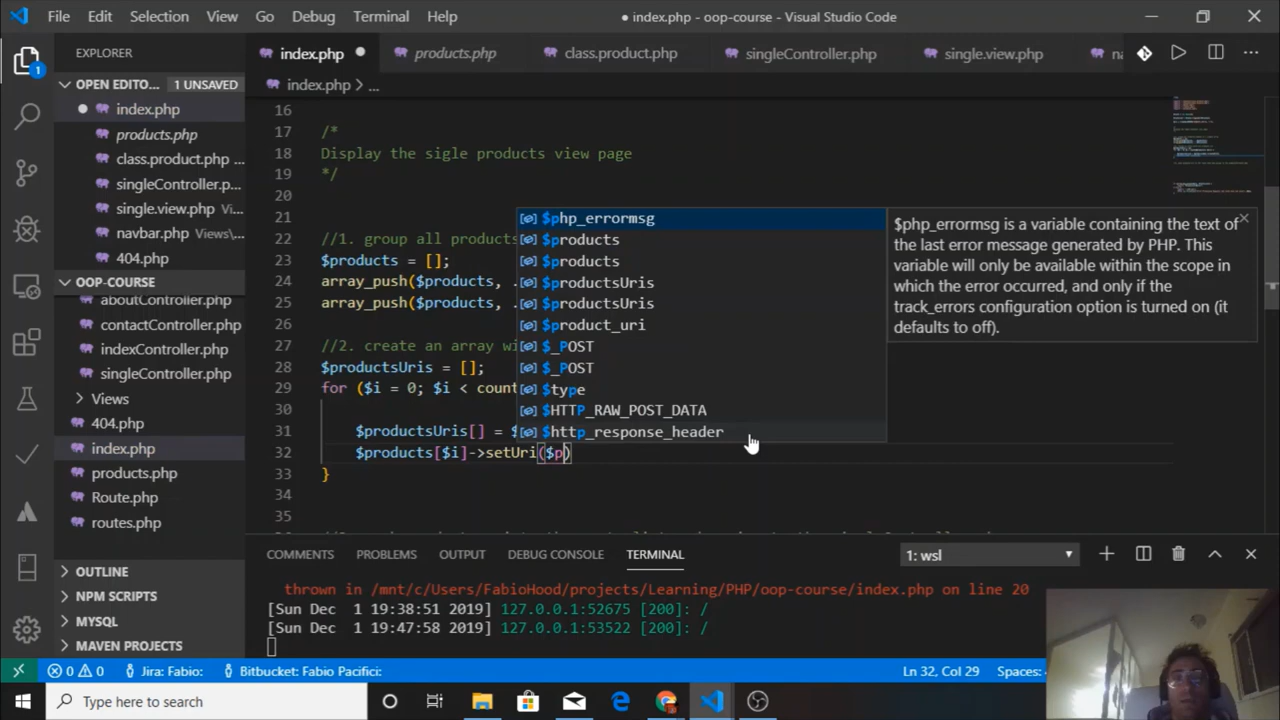 File Edit Selection View Go Debug Terminal Help
● index.php - oop-course - Visual Studio Code
EXPLORER
index.php
products.php
class.product.php
singleController.php
single.view.php
OPEN EDITO...
1 UNSAVED
index.php > ...
index.php
products.php
class.product.php ...
singleController.p...
single.view.php Vi...
navbar.php Views\...
404.php
OOP-COURSE
aboutController.php
contactController.php
indexController.php
singleController.php
Views
404.php
index.php
products.php
Route.php
routes.php
OUTLINE
NPM SCRIPTS
MYSQL
MAVEN PROJECTS
1
16
17 /*
18 Display the sigle products view page
19 */
20
21
22 //1. group all products
23 $products = [];
24 array_push($products, .
25 array_push($products, .
26
27 //2. create an array wi
28 $productsUris = [];
29 for ($i = 0; $i < count
30
31 $productsUris[] = $
32 $products[$i]->setUri($p)
33 }
34
35
$php_errormsg
$products
$products
$productsUris
$productsUris
$product_uri
$_POST
$_POST
$type
$HTTP_RAW_POST_DATA
$http_response_header
$php_errormsg is a variable containing the text of
the last error message generated by PHP. This
variable will only be available within the scope in
which the error occurred, and only if the
track_errors configuration option is turned on (it
defaults to off).
COMMENTS PROBLEMS OUTPUT DEBUG CONSOLE TERMINAL
1: wsl
thrown in /mnt/c/Users/FabioHood/projects/Learning/PHP/oop-course/index.php on line 20
[Sun Dec 1 19:38:51 2019] 127.0.0.1:52675 [200]: /
[Sun Dec 1 19:47:58 2019] 127.0.0.1:53522 [200]: /
0 0 Jira: Fabio: Bitbucket: Fabio Pacifici:
Ln 32, Col 29 Spaces:
Type here to search